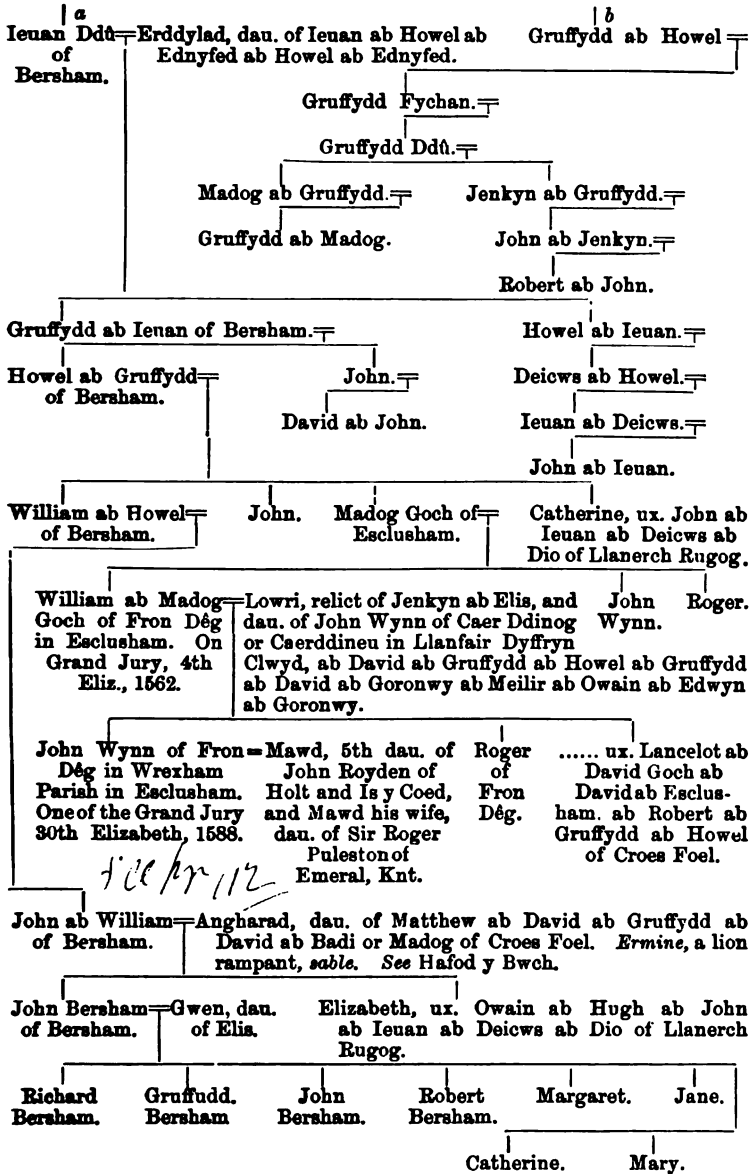 a
b
Ieuan Ddû=Erddylad, dau. of Ieuan ab Howel ab
of
Bersham.
Ednyfed ab Howel ab Ednyfed.
Gruffydd ab Howel
Gruffydd Fychan.
Gruffydd Ddû.
Madog ab Gruffydd.
Jenkyn ab Gruffydd.
Gruffydd ab Madog.
John ab Jenkyn.
Robert ab John.
Gruffydd ab Ieuan of Bersham.
Howel ab Ieuan.
Howel ab Gruffydd
of Bersham.
John.
Deicws ab Howel.
David ab John.
Ieuan ab Deicws.
John ab Ieuan.
William ab Howel
of Bersham.
John.
Madog Goch of
Esclusham.
Catherine, ux. John ab
Ieuan ab Deicws ab
Dio of Llanerch Rugog.
William ab Madog
Goch of Fron Dêg
in Esclusham. On
Grand Jury, 4th
Eliz., 1562.
Lowri, relict of Jenkyn ab Elis, and
dau. of John Wynn of Caer Ddinog
or Caerddineu in Llanfair Dyffryn
Clwyd, ab David ab Gruffydd ab Howel ab Gruffydd
ab David ab Goronwy ab Meilir ab Owain ab Edwyn
ab Goronwy.
John
Wynn.
Roger.
John Wynn of Fron
Dêg in Wrexham
Parish in Esclusham.
One of the Grand Jury
30th Elizabeth, 1588.
Mawd, 5th dau. of
John Royden of
Holt and Is y Coed,
and Mawd his wife,
dau. of Sir Roger
Puleston of
Emeral, Knt.
Roger
of
Fron
Dêg.
...... ux. Lancelot ab
David Goch ab
David ab Esclus-
ham. ab Robert ab
Gruffydd ab Howel
of Croes Foel.
John ab William
of Bersham.
Angharad, dau. of Matthew ab David ab Gruffydd ab
David ab Badi or Madog of Croes Foel. Ermine, a lion
rampant, sable. See Hafod y Bwch.
John Bersham
of Bersham.
Gwen, dau.
of Elis.
Elizabeth, ux. Owain ab Hugh ab John
ab Ieuan ab Deicws ab Dio of Llanerch
Rugog.
Richard
Bersham.
Gruffudd.
Bersham
John
Bersham.
Robert
Bersham.
Margaret.
Jane.
Catherine.
Mary.